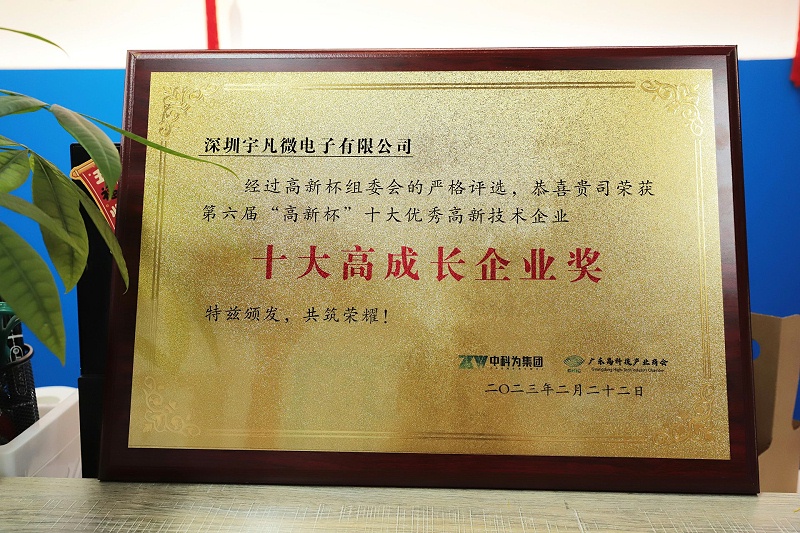 深圳宇凡微电子有限公司
经过高新杯组委会的严格评选，恭喜贵司荣获
第六届“高新杯”十大优秀高新技术企业
十大高成长企业奖
特兹颁发，共筑荣耀！
ZKW 中科为集团 广东高科技产业商会
二〇二三年二月二十二日